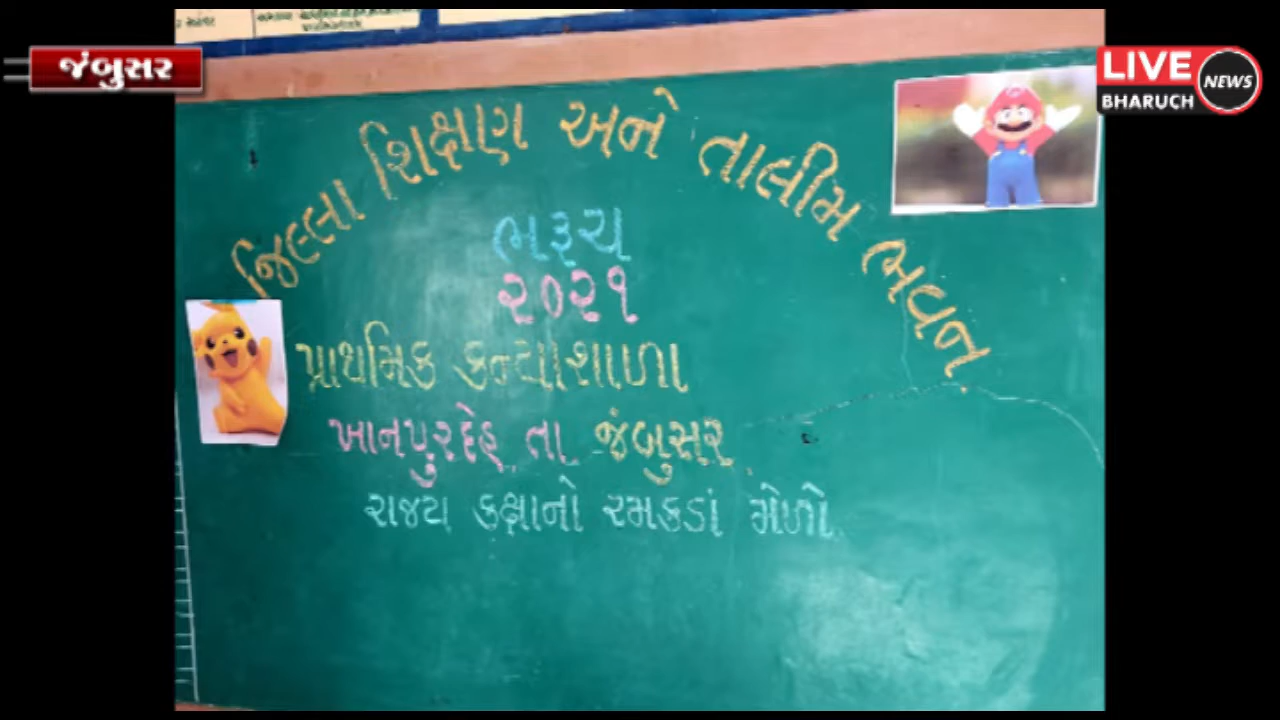 જંબુસર
LIVE
BHARUCH
NEWS
જિલ્લા શિક્ષણ અને તાલીમ ભવન
ભરૂચ
૨૦૨૧
પ્રાથમિક કન્યાશાળા
ખાનપુરદેહ તા. જંબુસર
રાજ્ય કક્ષાનો રમકડાં મેળો